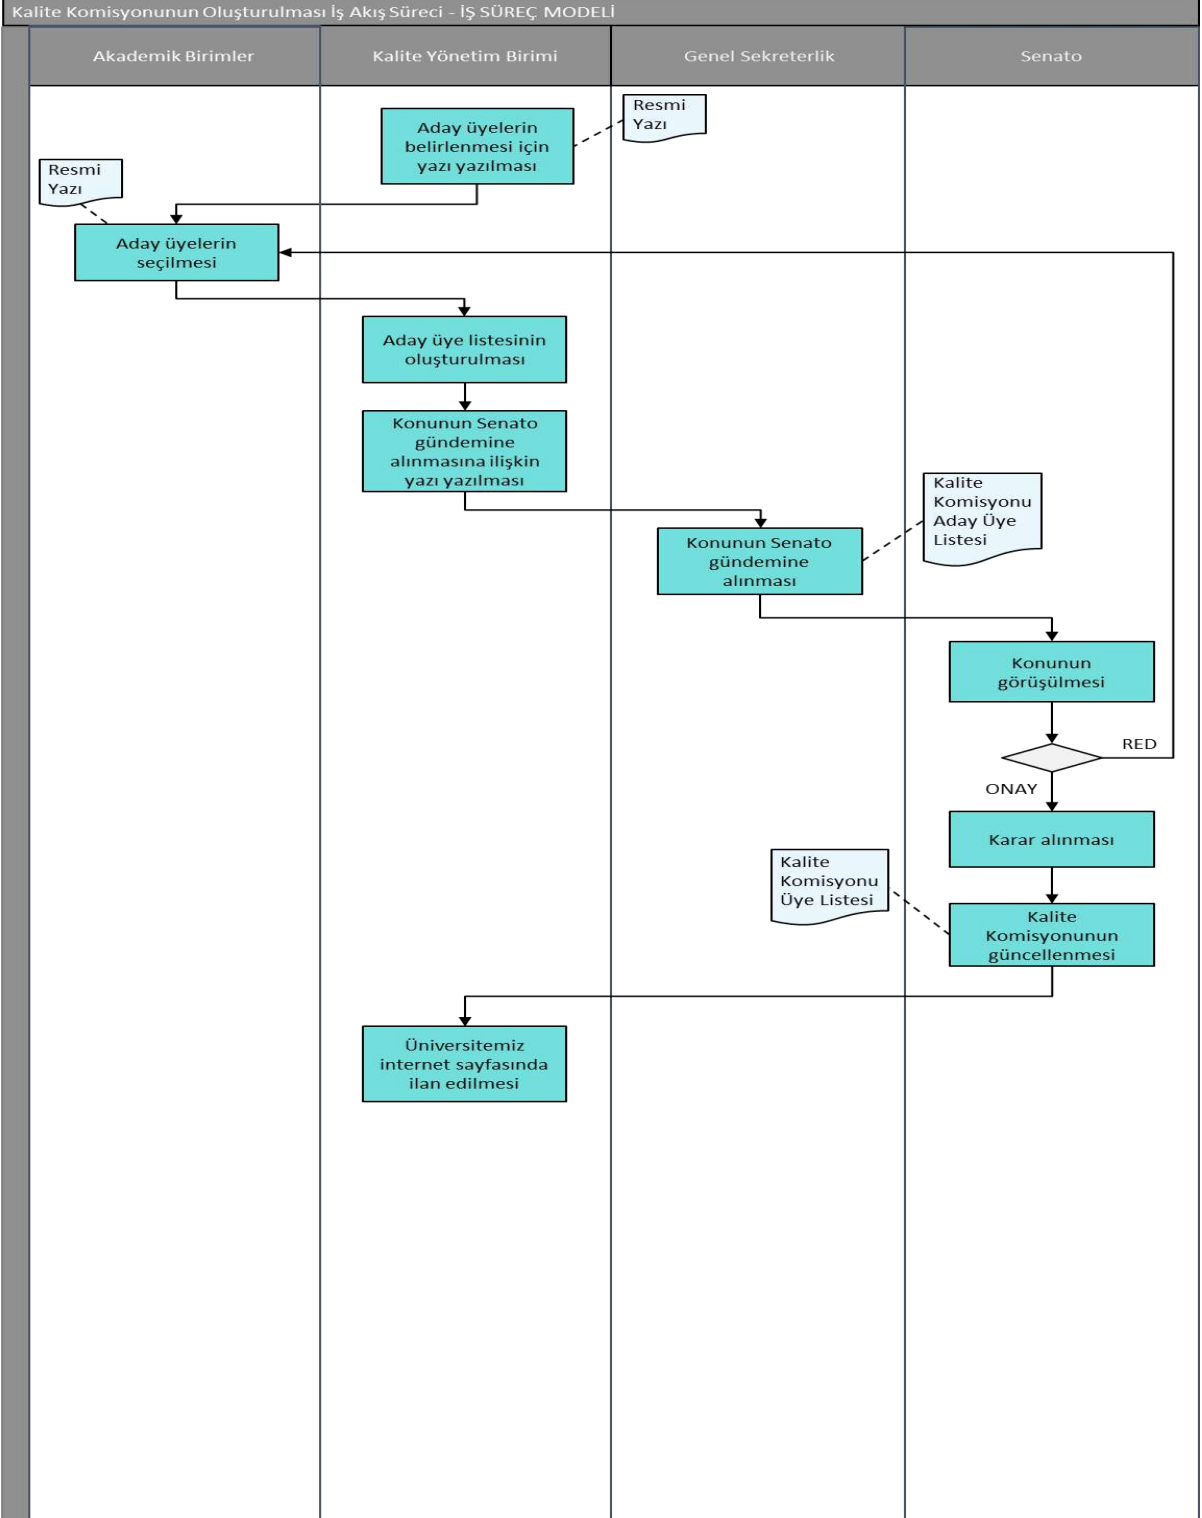 Kalite Komisyonunun Oluşturulması İş Akış Süreci - İŞ SÜREÇ MODELİ
Akademik Birimler
Kalite Yönetim Birimi
Genel Sekreterlik
Senato
Aday üyelerin
belirlenmesi için
yazı yazılması
Resmi
Yazı
Resmi
Yazı
Aday üyelerin
seçilmesi
Aday üye listesinin
oluşturulması
Konunun Senato
gündemine
alınmasına ilişkin
yazı yazılması
Kalite
Komisyonu
Aday Üye
Listesi
Konunun Senato
gündemine
alınması
Konunun
görüşülmesi
RED
ONAY
Karar alınması
Kalite
Komisyonu
Üye Listesi
Kalite
Komisyonunun
güncellenmesi
Üniversitemiz
internet sayfasında
ilan edilmesi